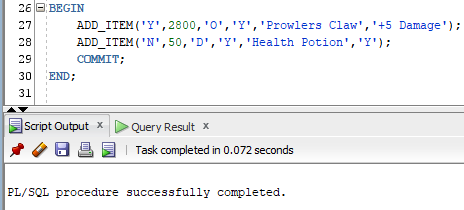 26 BEGIN
27 ADD_ITEM('Y',2800,'O','Y','Prowlers Claw','+5 Damage');
28 ADD_ITEM('N',50,'D','Y','Health Potion','Y');
29 COMMIT;
30 END;
31
Script Output x Query Result x
Task completed in 0.072 seconds
PL/SQL procedure successfully completed.